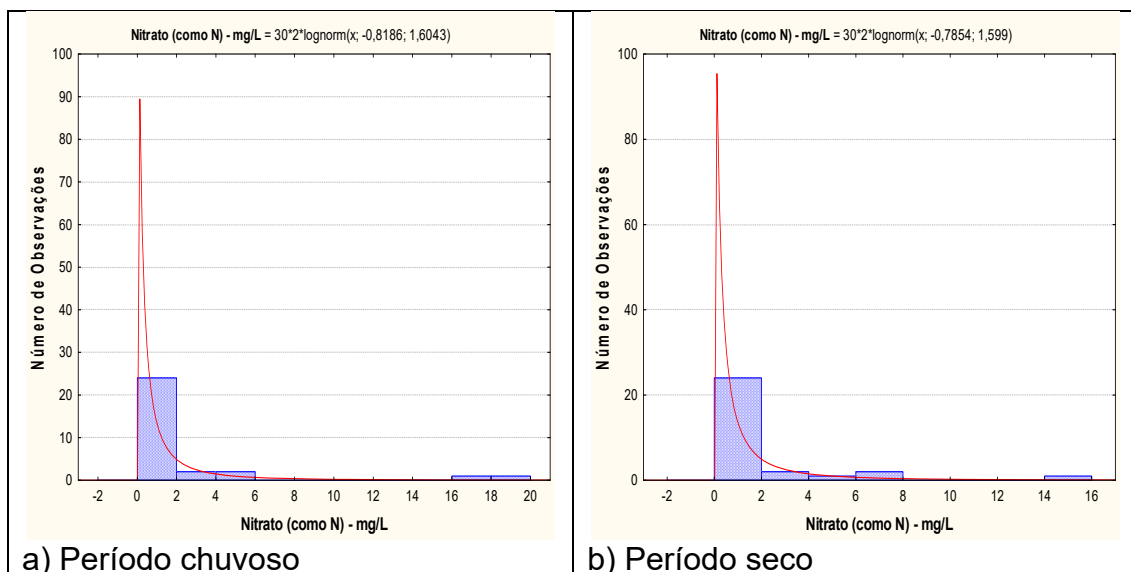 Nitrato (como N) - mg/L = 30*2*lognorm(x; -0,8186; 1,6043)
100
90
80
70
60
50
40
30
20
10
0
Número de Observações
-2 0 2 4 6 8 10 12 14 16 18 20
Nitrato (como N) - mg/L
a) Período chuvoso
Nitrato (como N) - mg/L = 30*2*lognorm(x; -0,7854; 1,599)
100
80
60
40
20
0
Número de Observações
-2 0 2 4 6 8 10 12 14 16
Nitrato (como N) - mg/L
b) Período seco